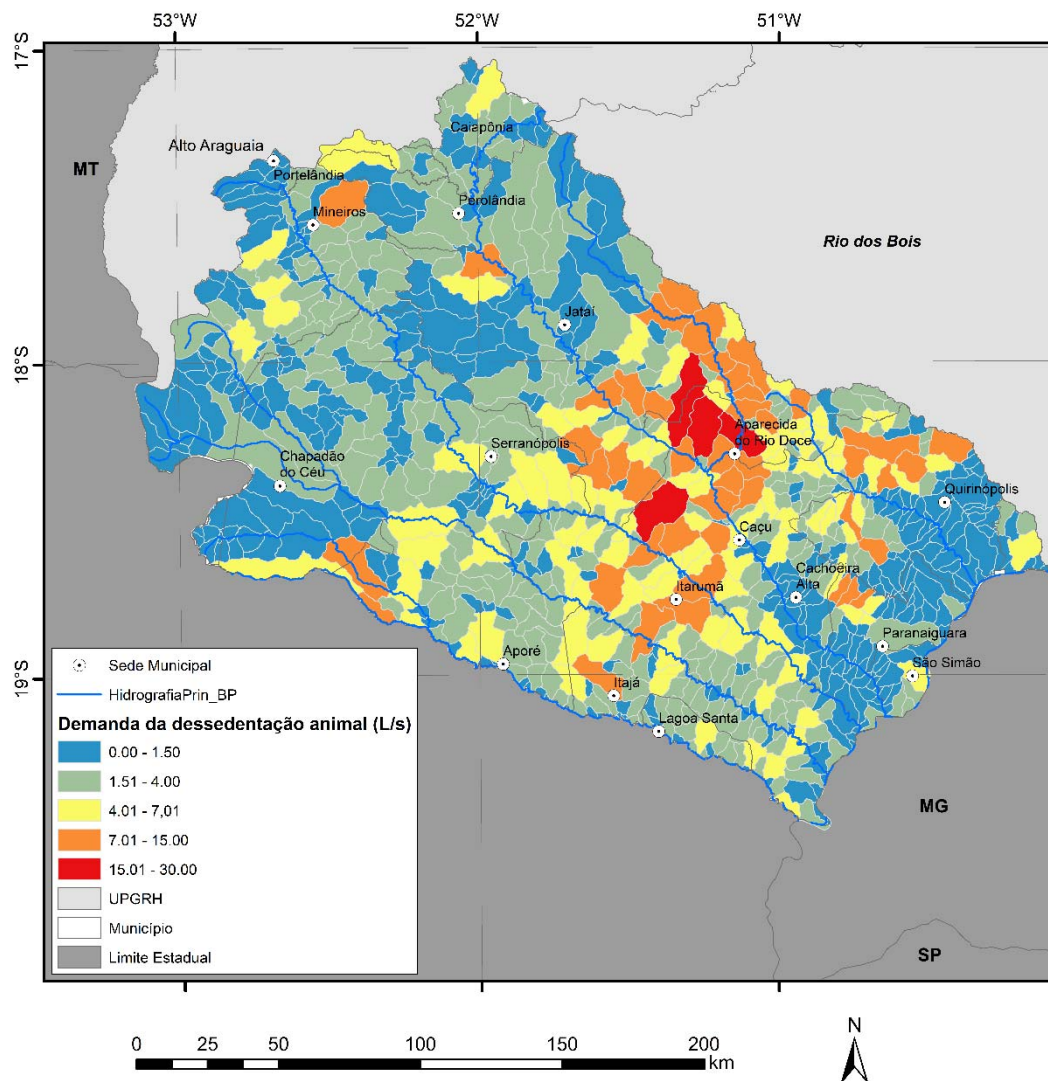 53°W
52°W
51°W
17°S
18°S
19°S
MT
Rio dos Bois
MG
SP
Caiapônia
Alto Araguaia
Portelândia
Mineiros
Perolândia
Jataí
Aparecida
do Rio Doce
Serranópolis
Chapadão
do Céu
Quirinópolis
Caçu
Cachoeira
Alta
Itarumã
Paranaiguara
São Simão
Aporé
Itajá
Lagoa Santa
Sede Municipal
HidrografiaPrin_BP
Demanda da dessedentação animal (L/s)
0.00 - 1.50
1.51 - 4.00
4.01 - 7,01
7.01 - 15.00
15.01 - 30.00
UPGRH
Município
Limite Estadual
N
0 25 50 100 150 200
km